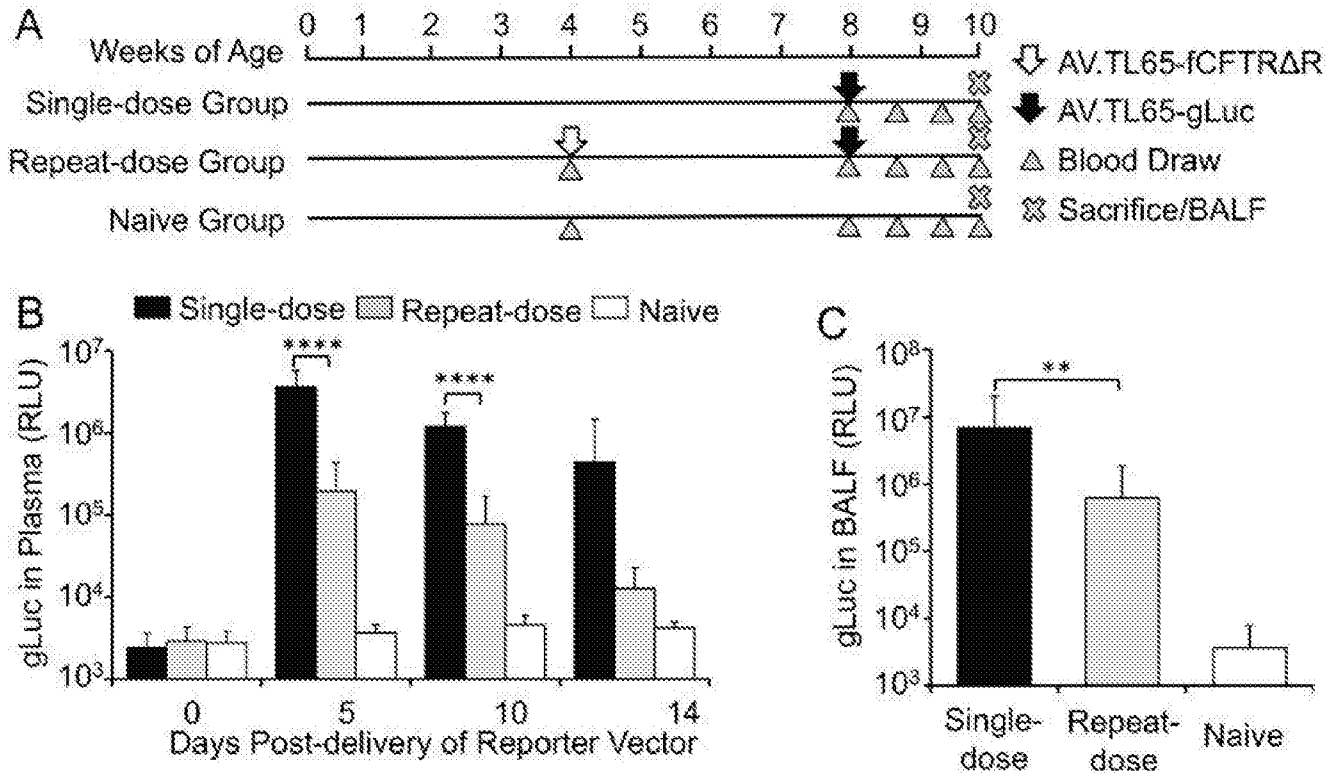 A
0 1 2 3 4 5 6 7 8 9 10
Weeks of Age
Single-dose Group
Repeat-dose Group
Naive Group
AV.TL65-fCFTRΔR
AV.TL65-gLuc
Blood Draw
Sacrifice/BALF
B
Single-dose Repeat-dose Naive
gLuc in Plasma (RLU)
10⁷
10⁶
10⁵
10⁴
10³
****
****
0 5 10 14
Days Post-delivery of Reporter Vector
C
gLuc in BALF (RLU)
10⁸
10⁷
10⁶
10⁵
10⁴
10³
**
Single-
dose
Repeat-
dose
Naive